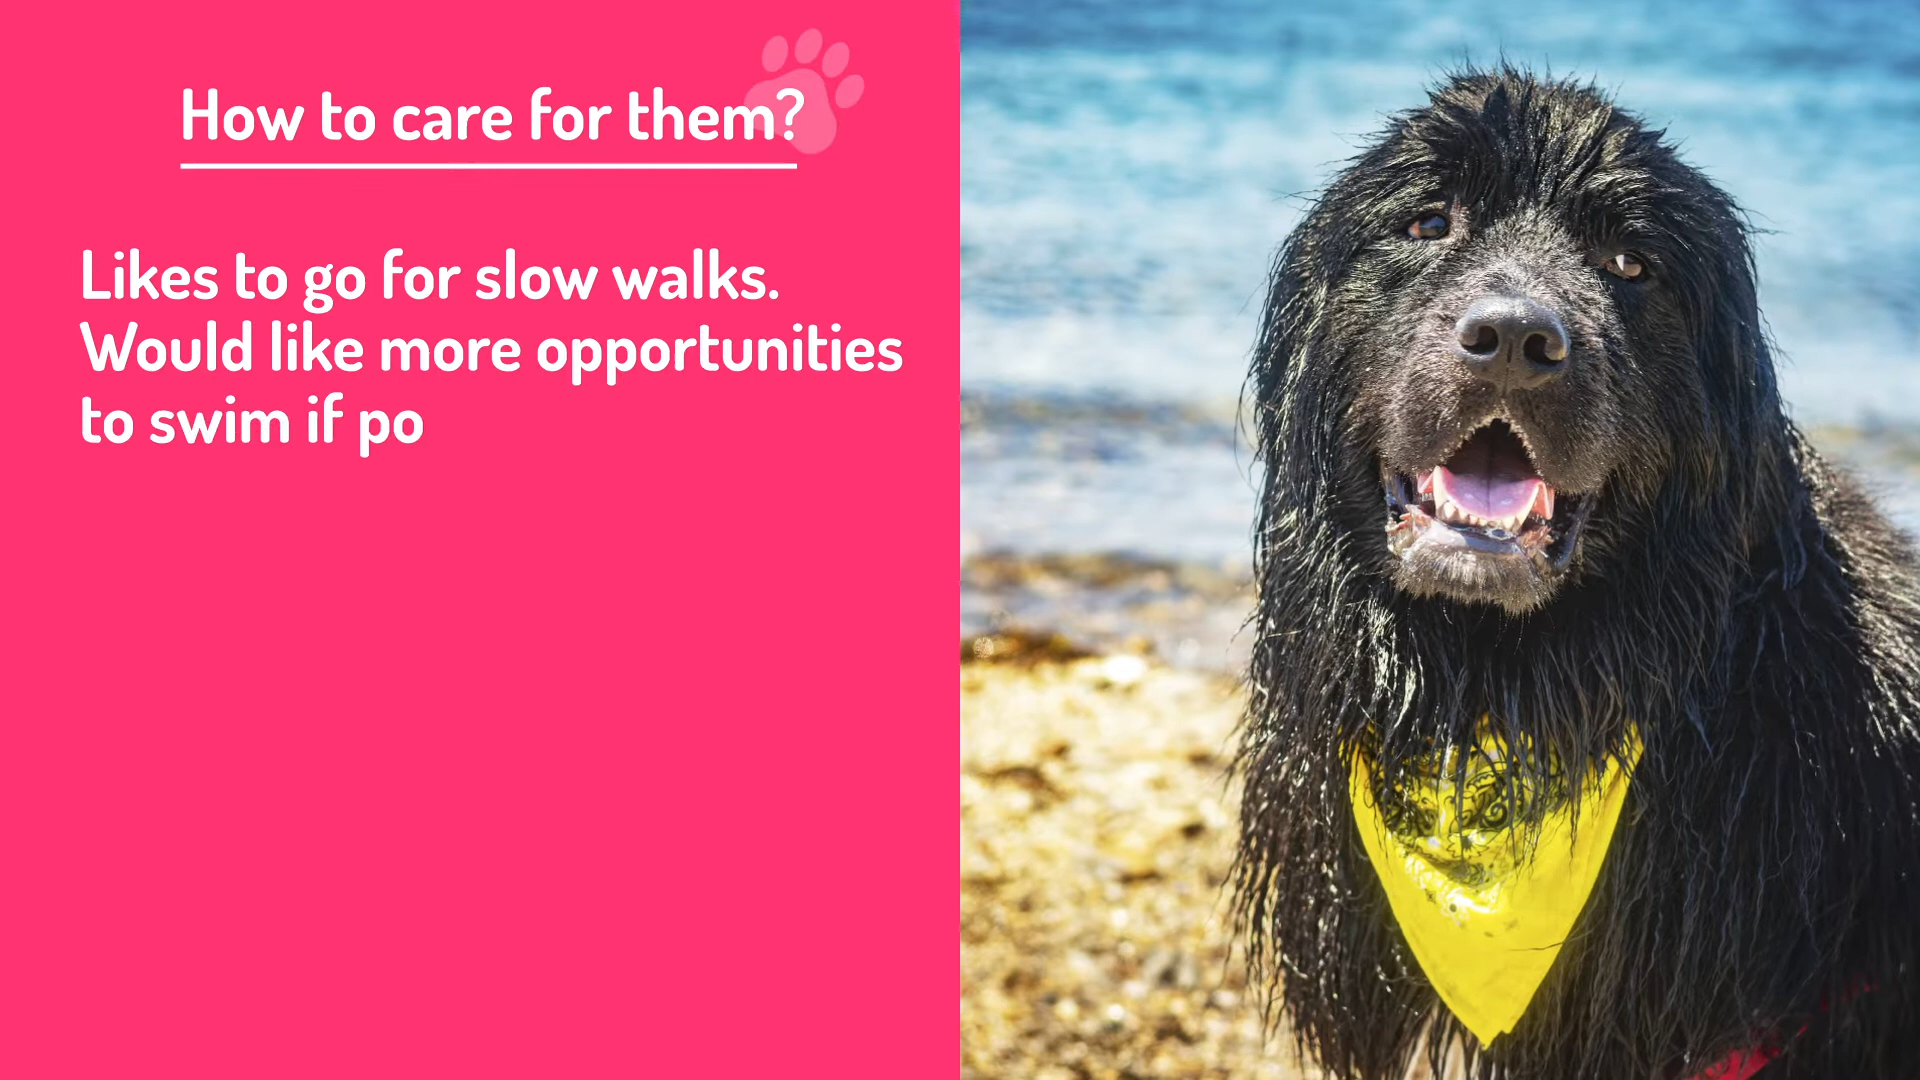 How to care for them?
Likes to go for slow walks.
Would like more opportunities
to swim if po